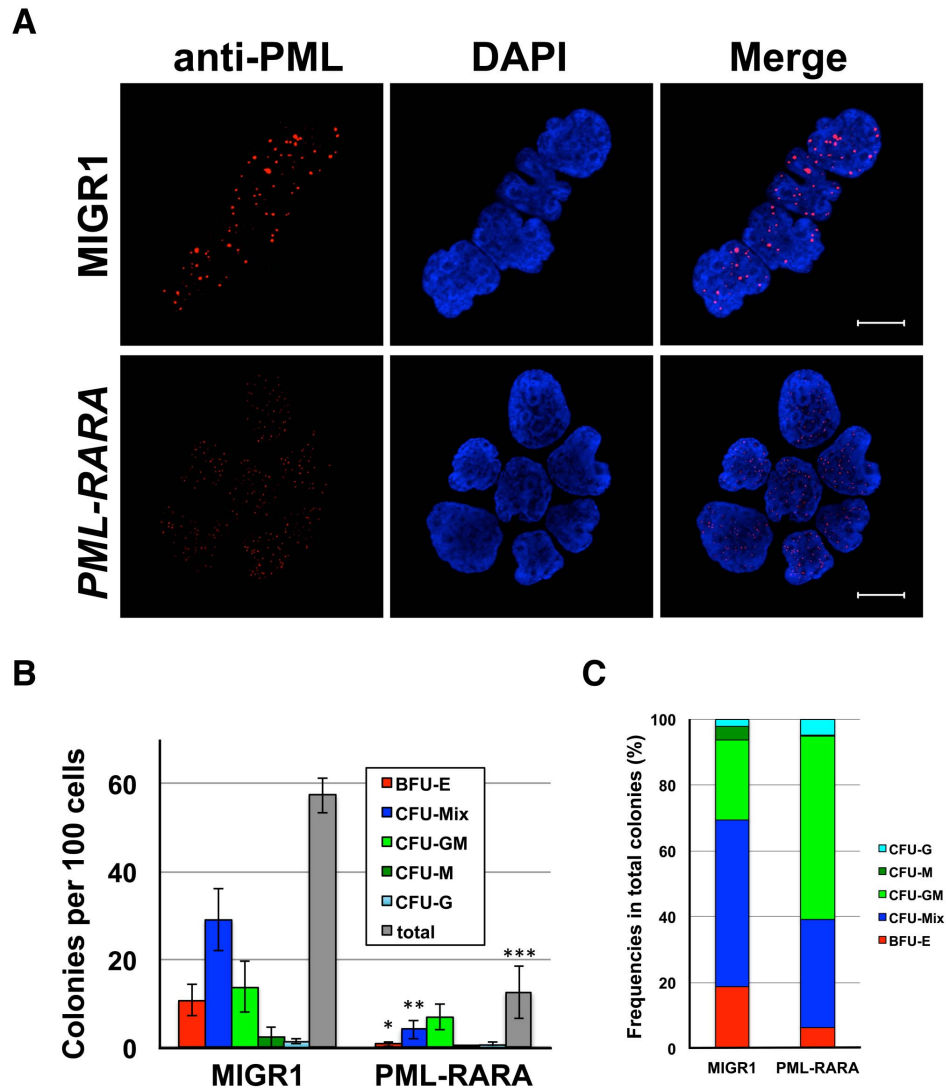 A
anti-PML DAPI Merge
MIGR1
PML-RARA
B
Colonies per 100 cells
60
40
20
0
BFU-E
CFU-Mix
CFU-GM
CFU-M
CFU-G
total
* ** ***
MIGR1 PML-RARA
C
Frequencies in total colonies (%)
100
80
60
40
20
0
CFU-G
CFU-M
CFU-GM
CFU-Mix
BFU-E
MIGR1 PML-RARA